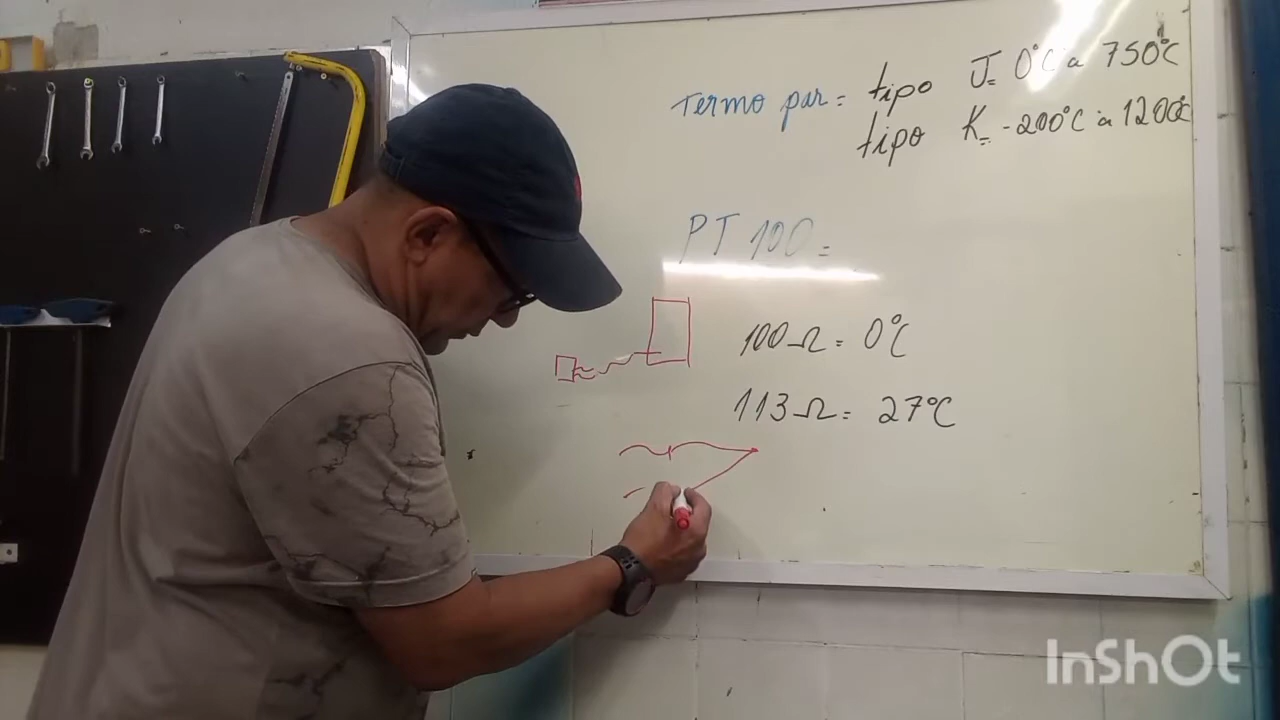 Termo par = tipo J= 0°C a 750°C
tipo K= -200°C à 1200°C
PT 100 =
100Ω = 0°C
113Ω = 27°C
InShOt